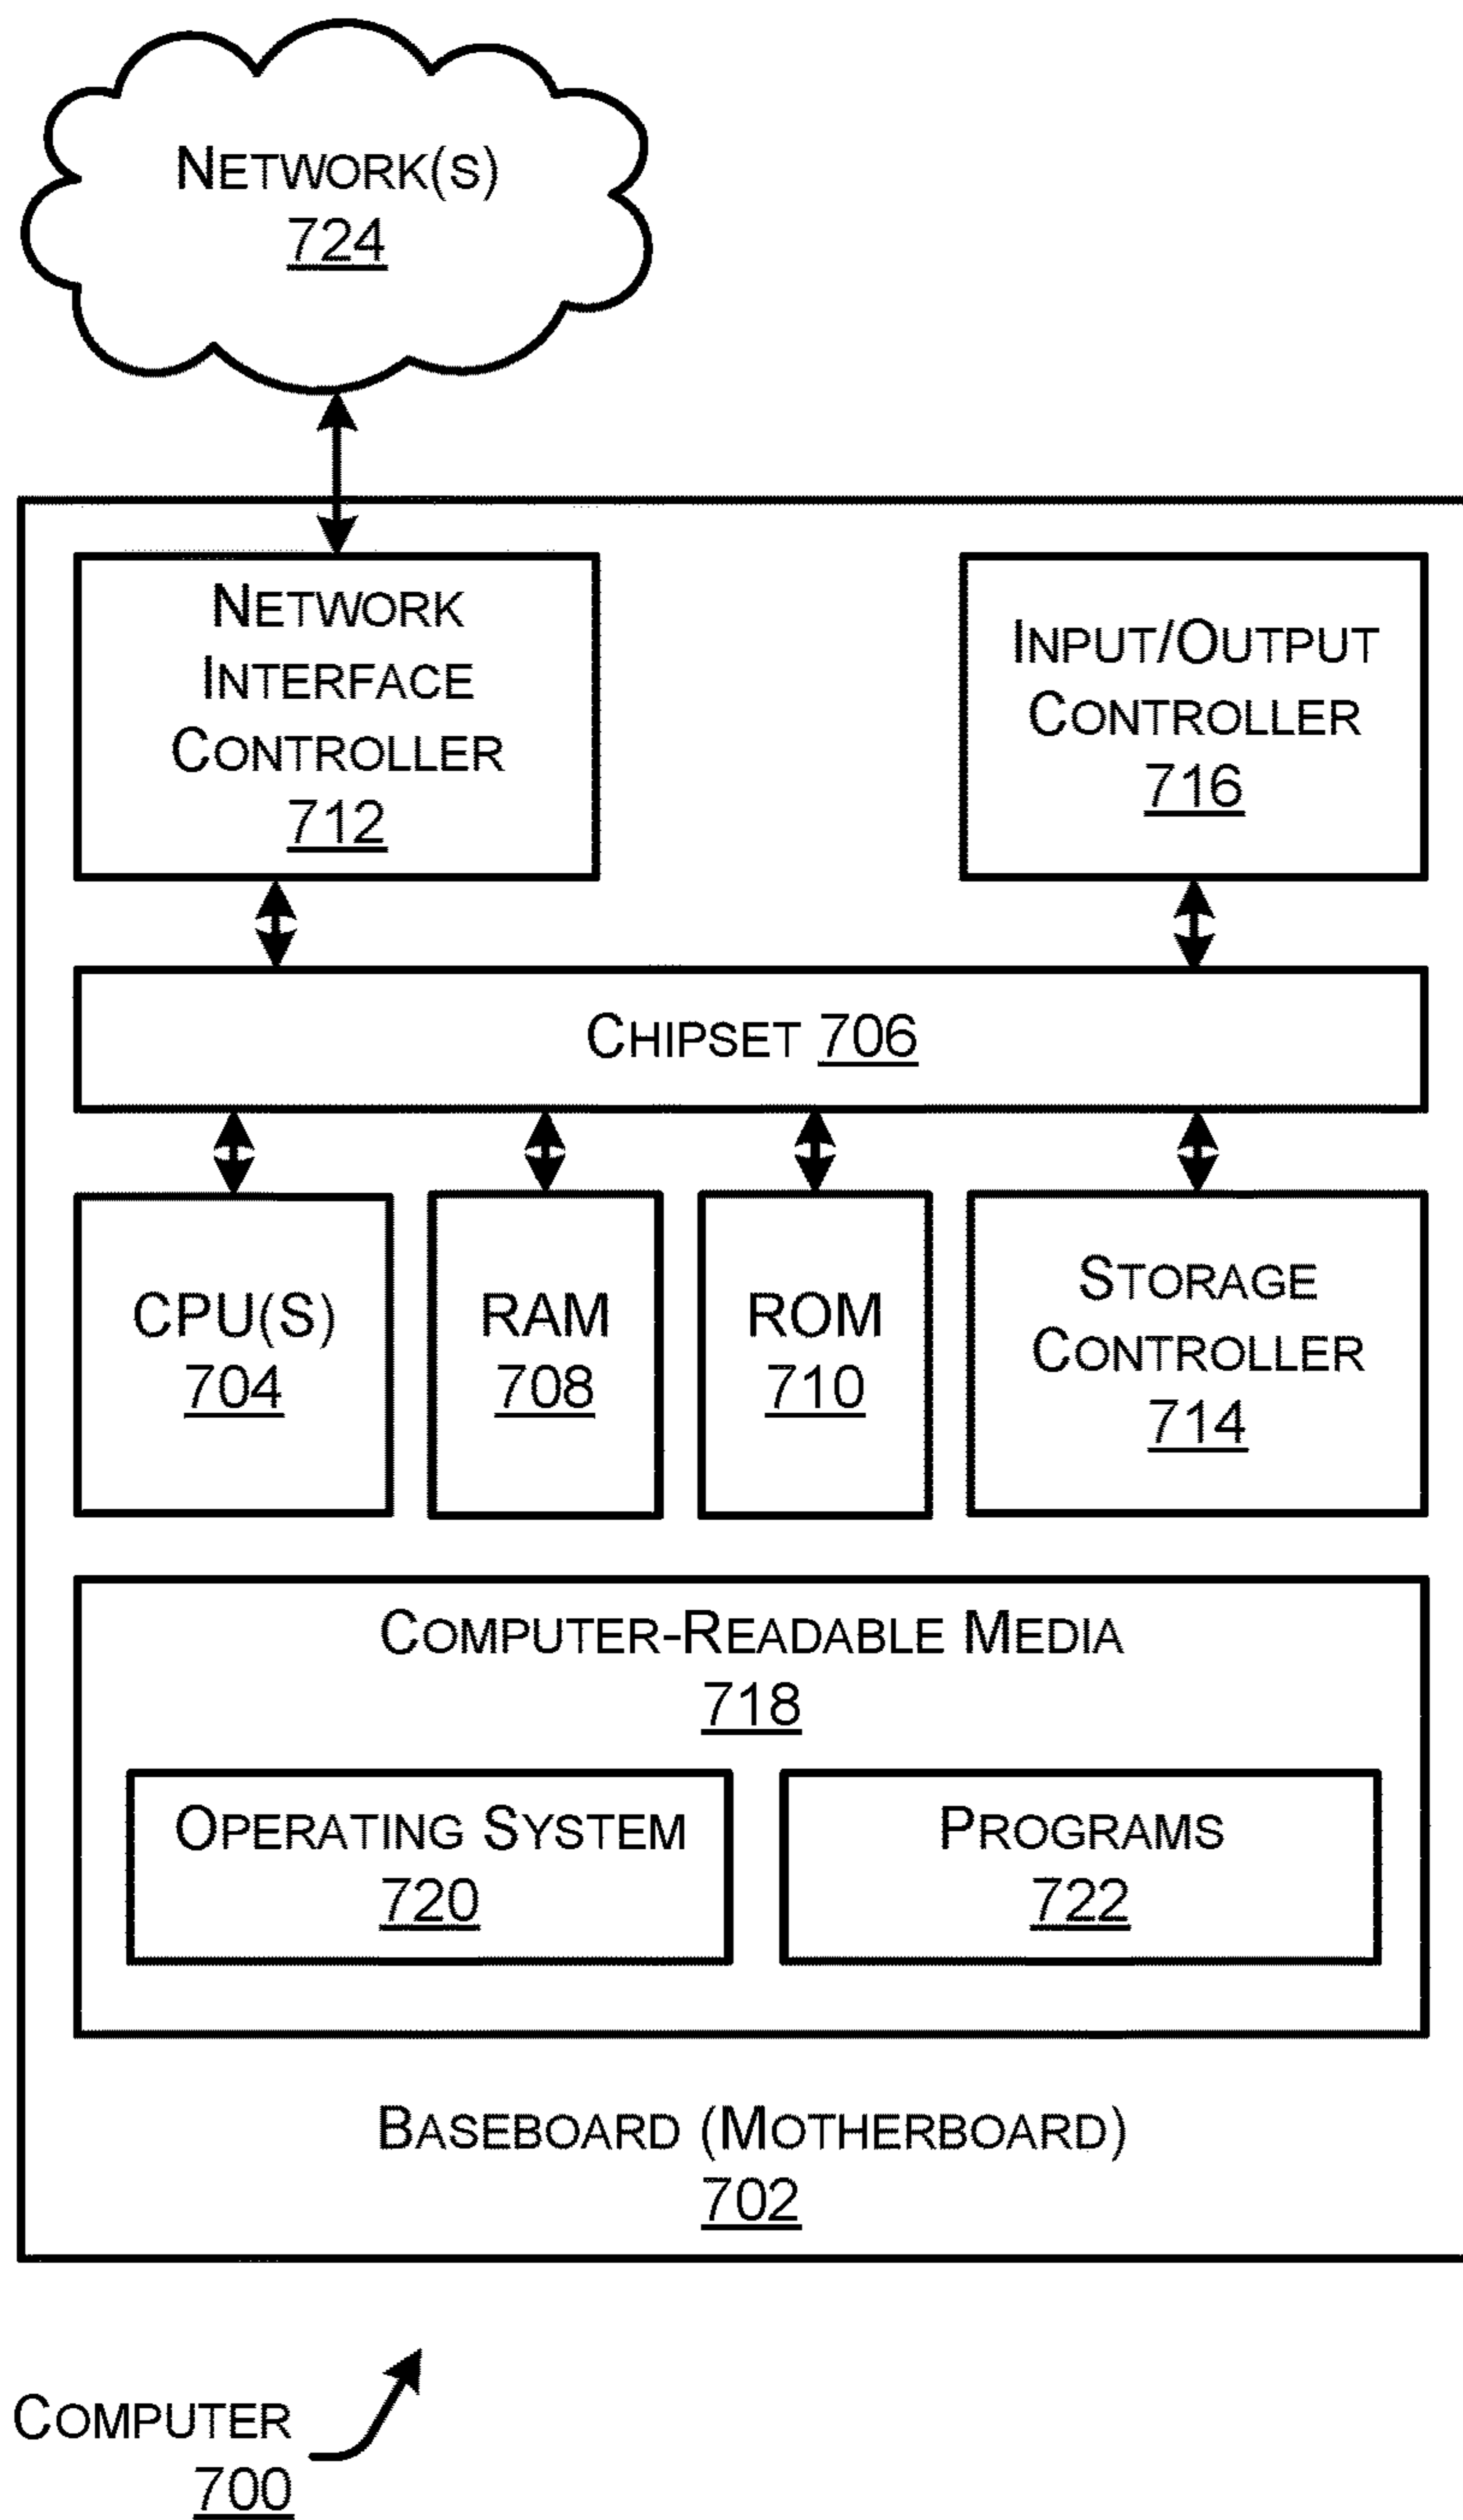 NETWORK(S)
724
NETWORK
INTERFACE
CONTROLLER
712
INPUT/OUTPUT
CONTROLLER
716
CHIPSET 706
CPU(S)
704
RAM
708
ROM
710
STORAGE
CONTROLLER
714
COMPUTER-READABLE MEDIA
718
OPERATING SYSTEM
720
PROGRAMS
722
BASEBOARD (MOTHERBOARD)
702
COMPUTER
700